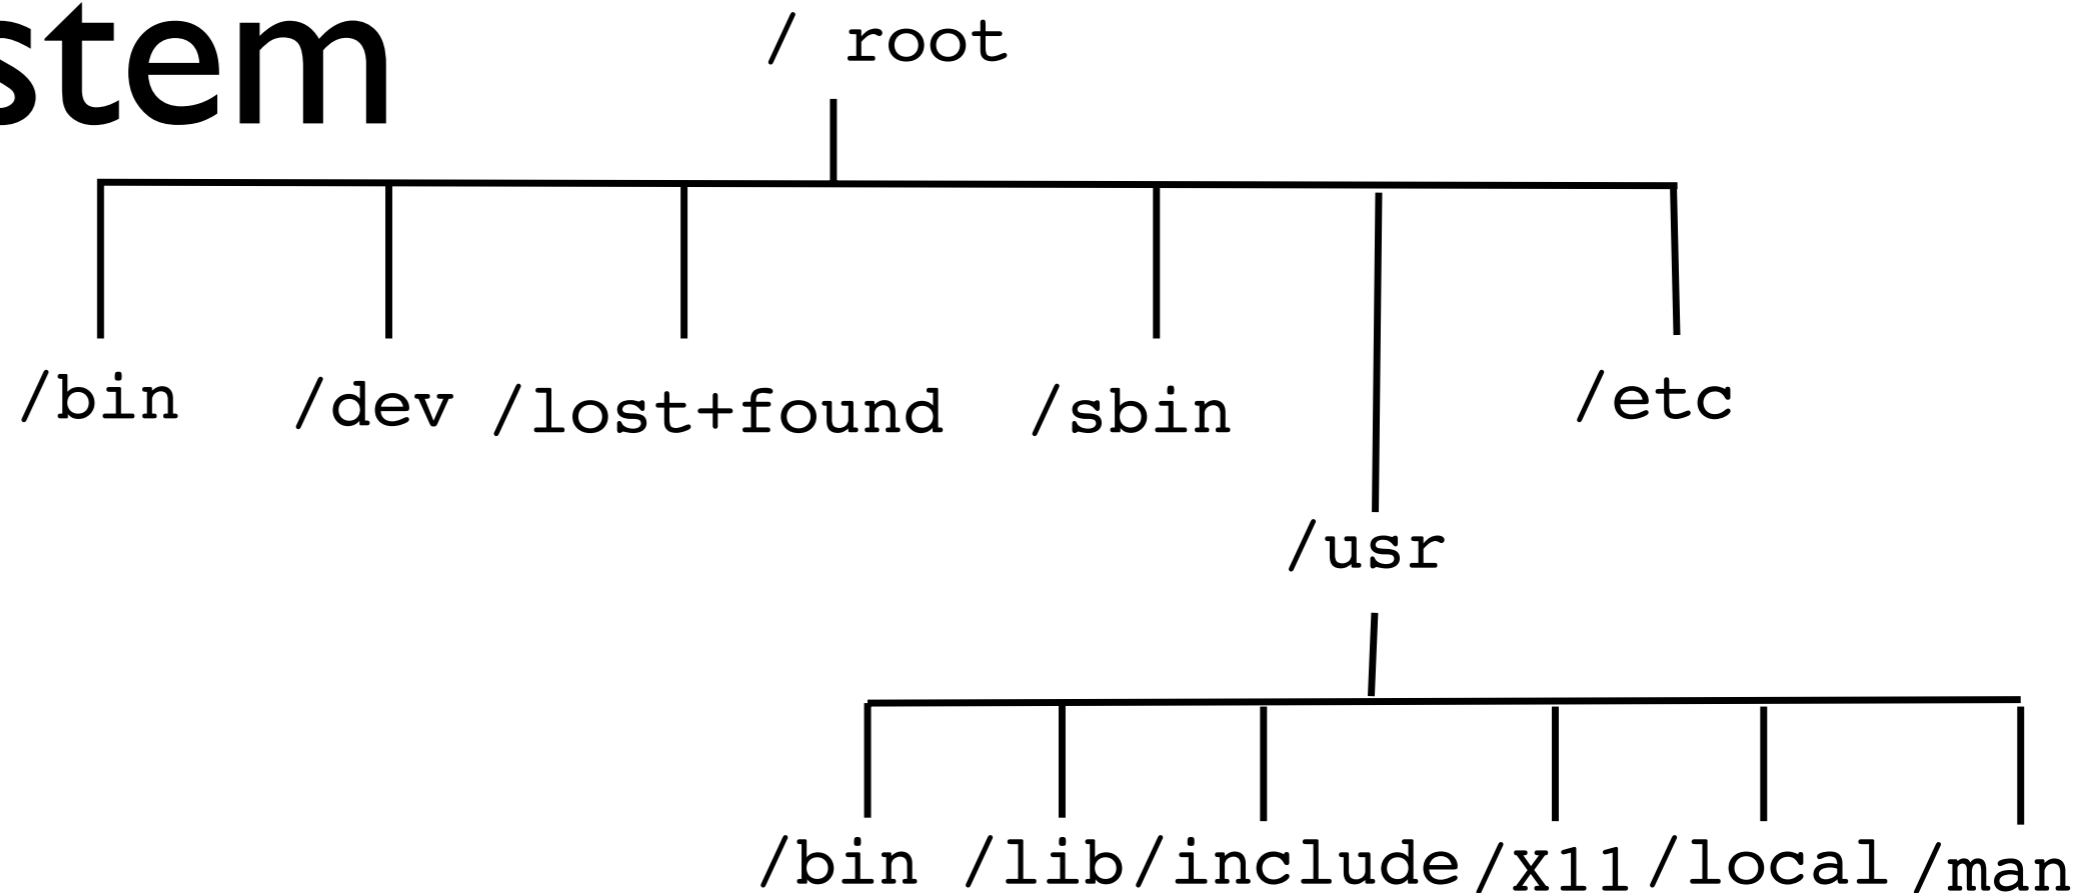 stem
/ root
/bin /dev /lost+found /sbin /etc
/usr
/bin /lib /include /X11 /local /man